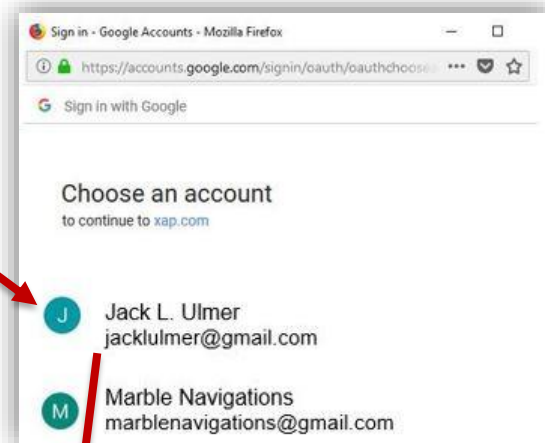 Sign in - Google Accounts - Mozilla Firefox
https://accounts.google.com/signin/oauth/oauthchoose
G Sign in with Google
Choose an account
to continue to xap.com
J Jack L. Ulmer
jacklulmer@gmail.com
M Marble Navigations
marblenavigations@gmail.com